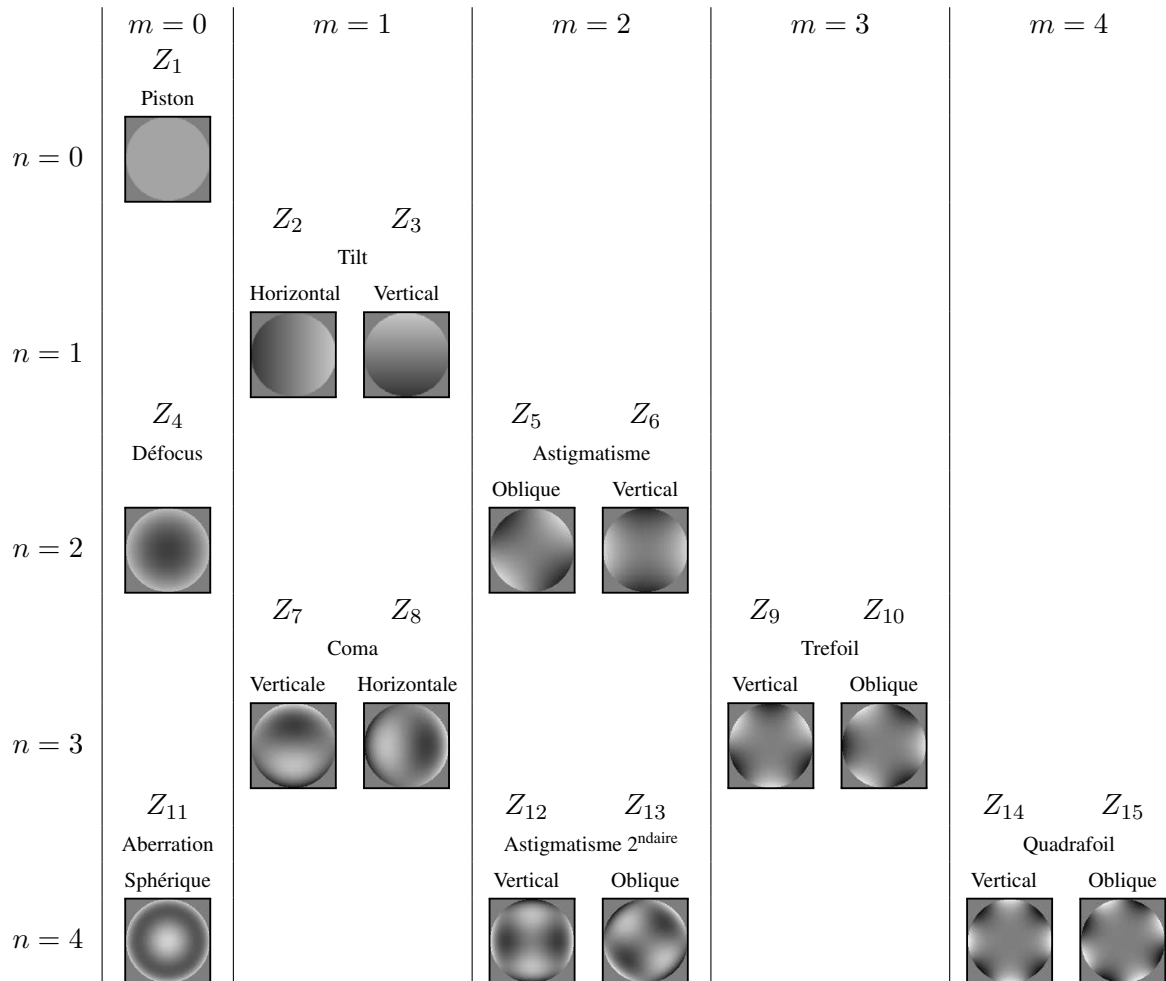 m = 0 m = 1 m = 2 m = 3 m = 4
Z₁
Piston
n = 0
Z₂ Z₃
Tilt
Horizontal Vertical
n = 1
Z₄ Z₅ Z₆
Défocus Astigmatisme
Oblique Vertical
n = 2
Z₇ Z₈ Z₉ Z₁₀
Coma Trefoil
Verticale Horizontale Vertical Oblique
n = 3
Z₁₁ Z₁₂ Z₁₃ Z₁₄ Z₁₅
Aberration Astigmatisme 2ndaire Quadrafoil
Sphérique Vertical Oblique Vertical Oblique
n = 4